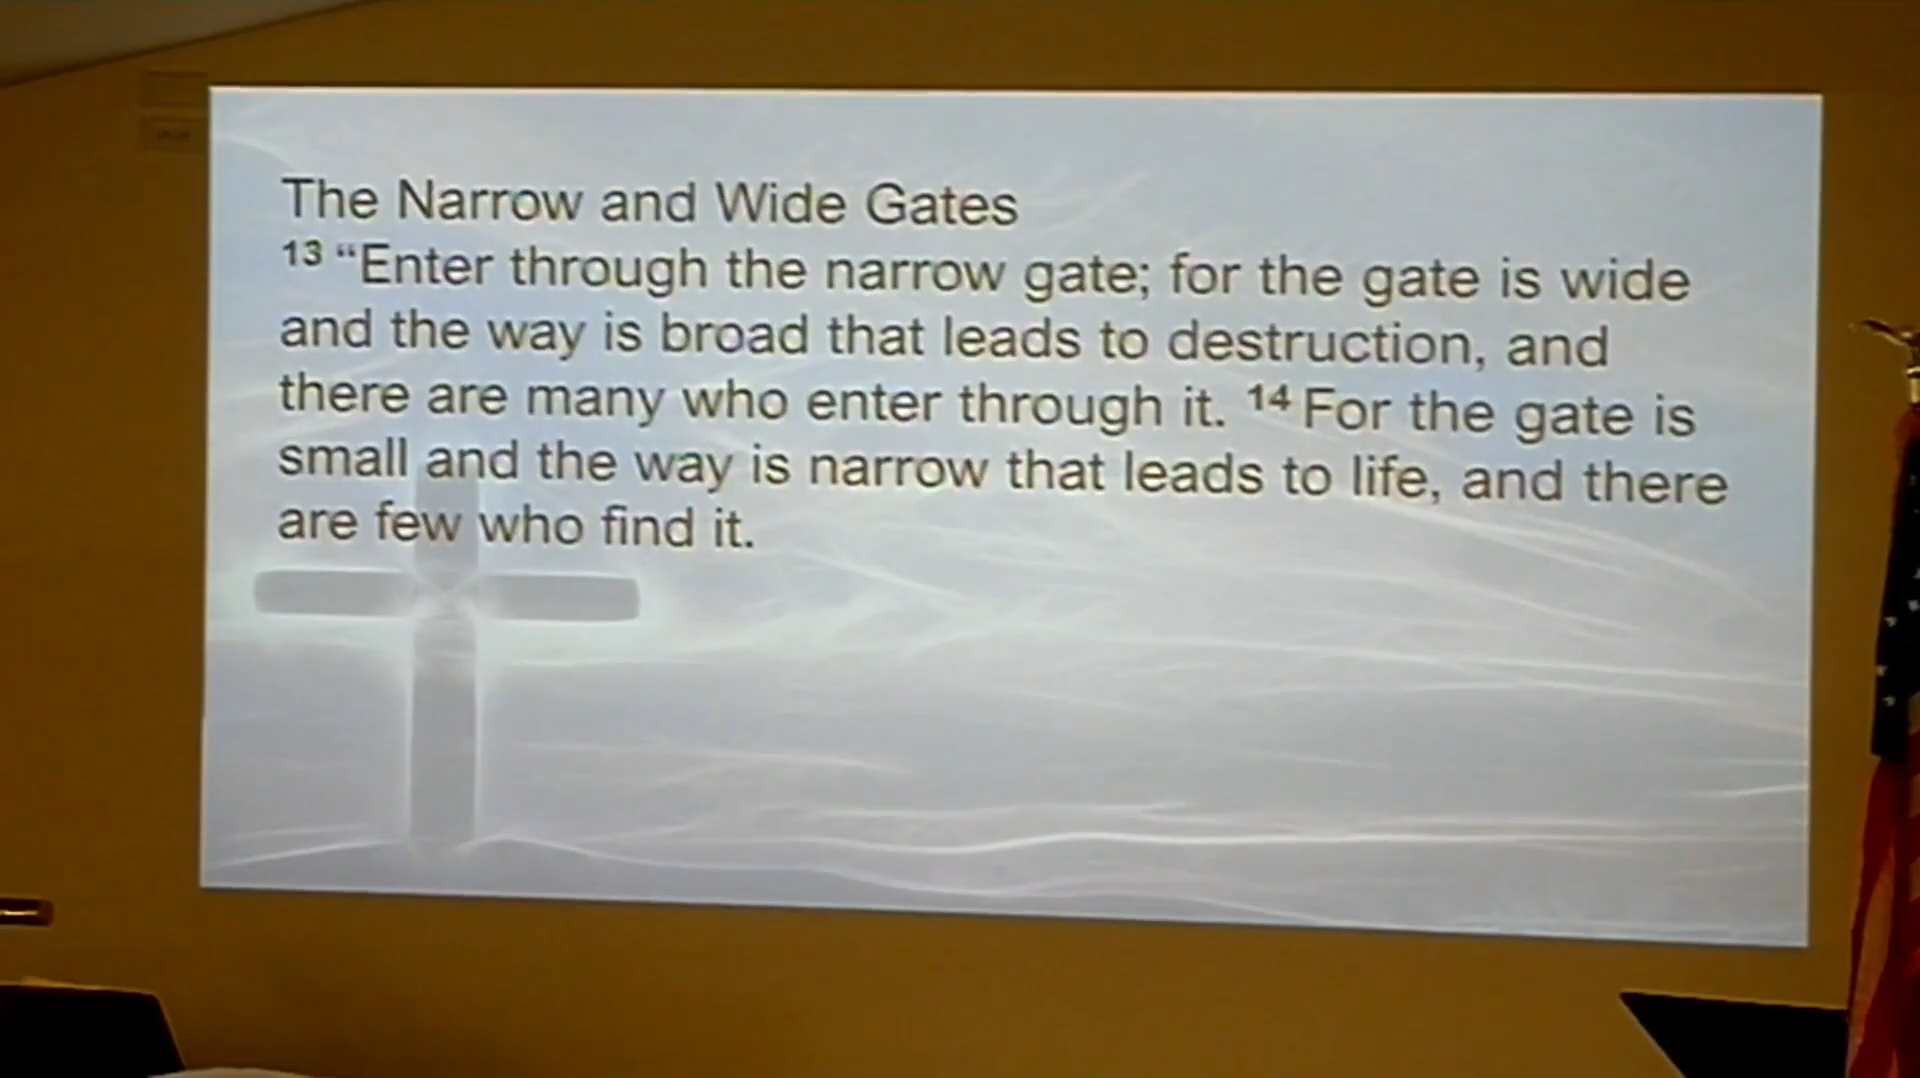 The Narrow and Wide Gates
13 “Enter through the narrow gate; for the gate is wide
and the way is broad that leads to destruction, and
there are many who enter through it. 14 For the gate is
small and the way is narrow that leads to life, and there
are few who find it.